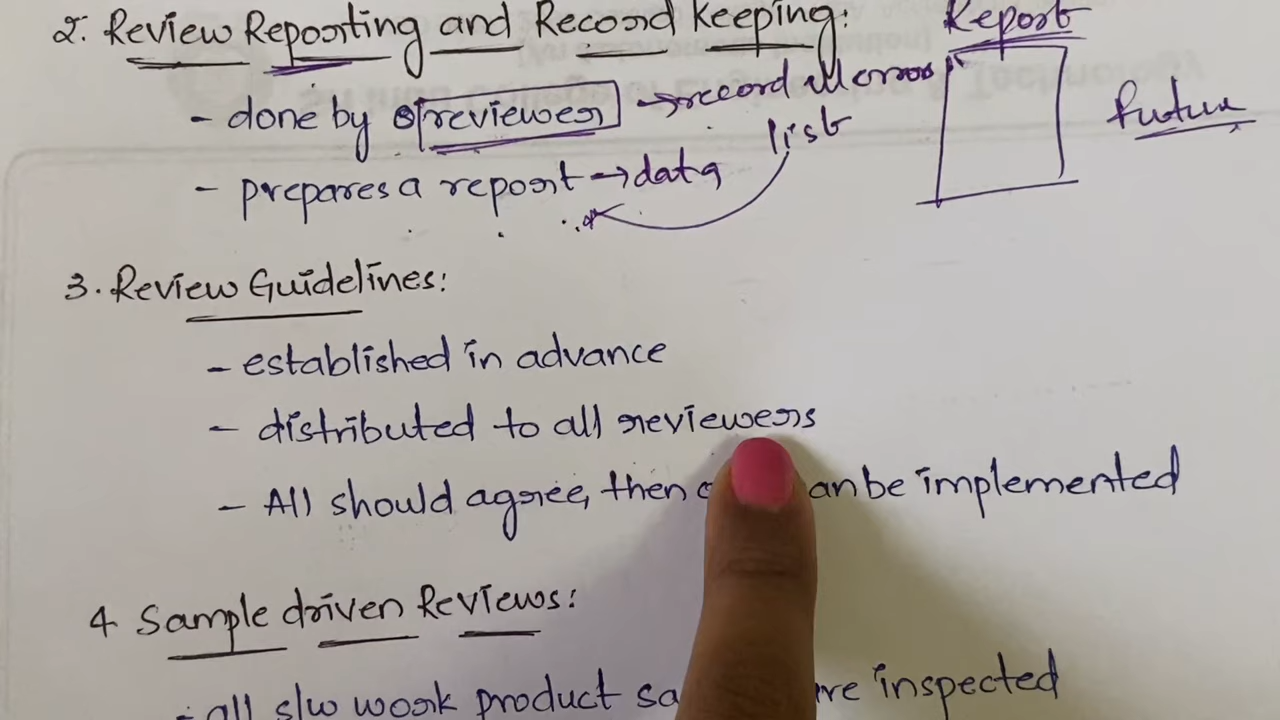 2. Review Reporting and Record Keeping:
Report
- done by reviewer → record all errors
list
Future
- prepares a report → data
3. Review Guidelines:
- established in advance
- distributed to all reviewers
- All should agree, then an be implemented
4 Sample driven Reviews:
- all s/w work product sa re inspected